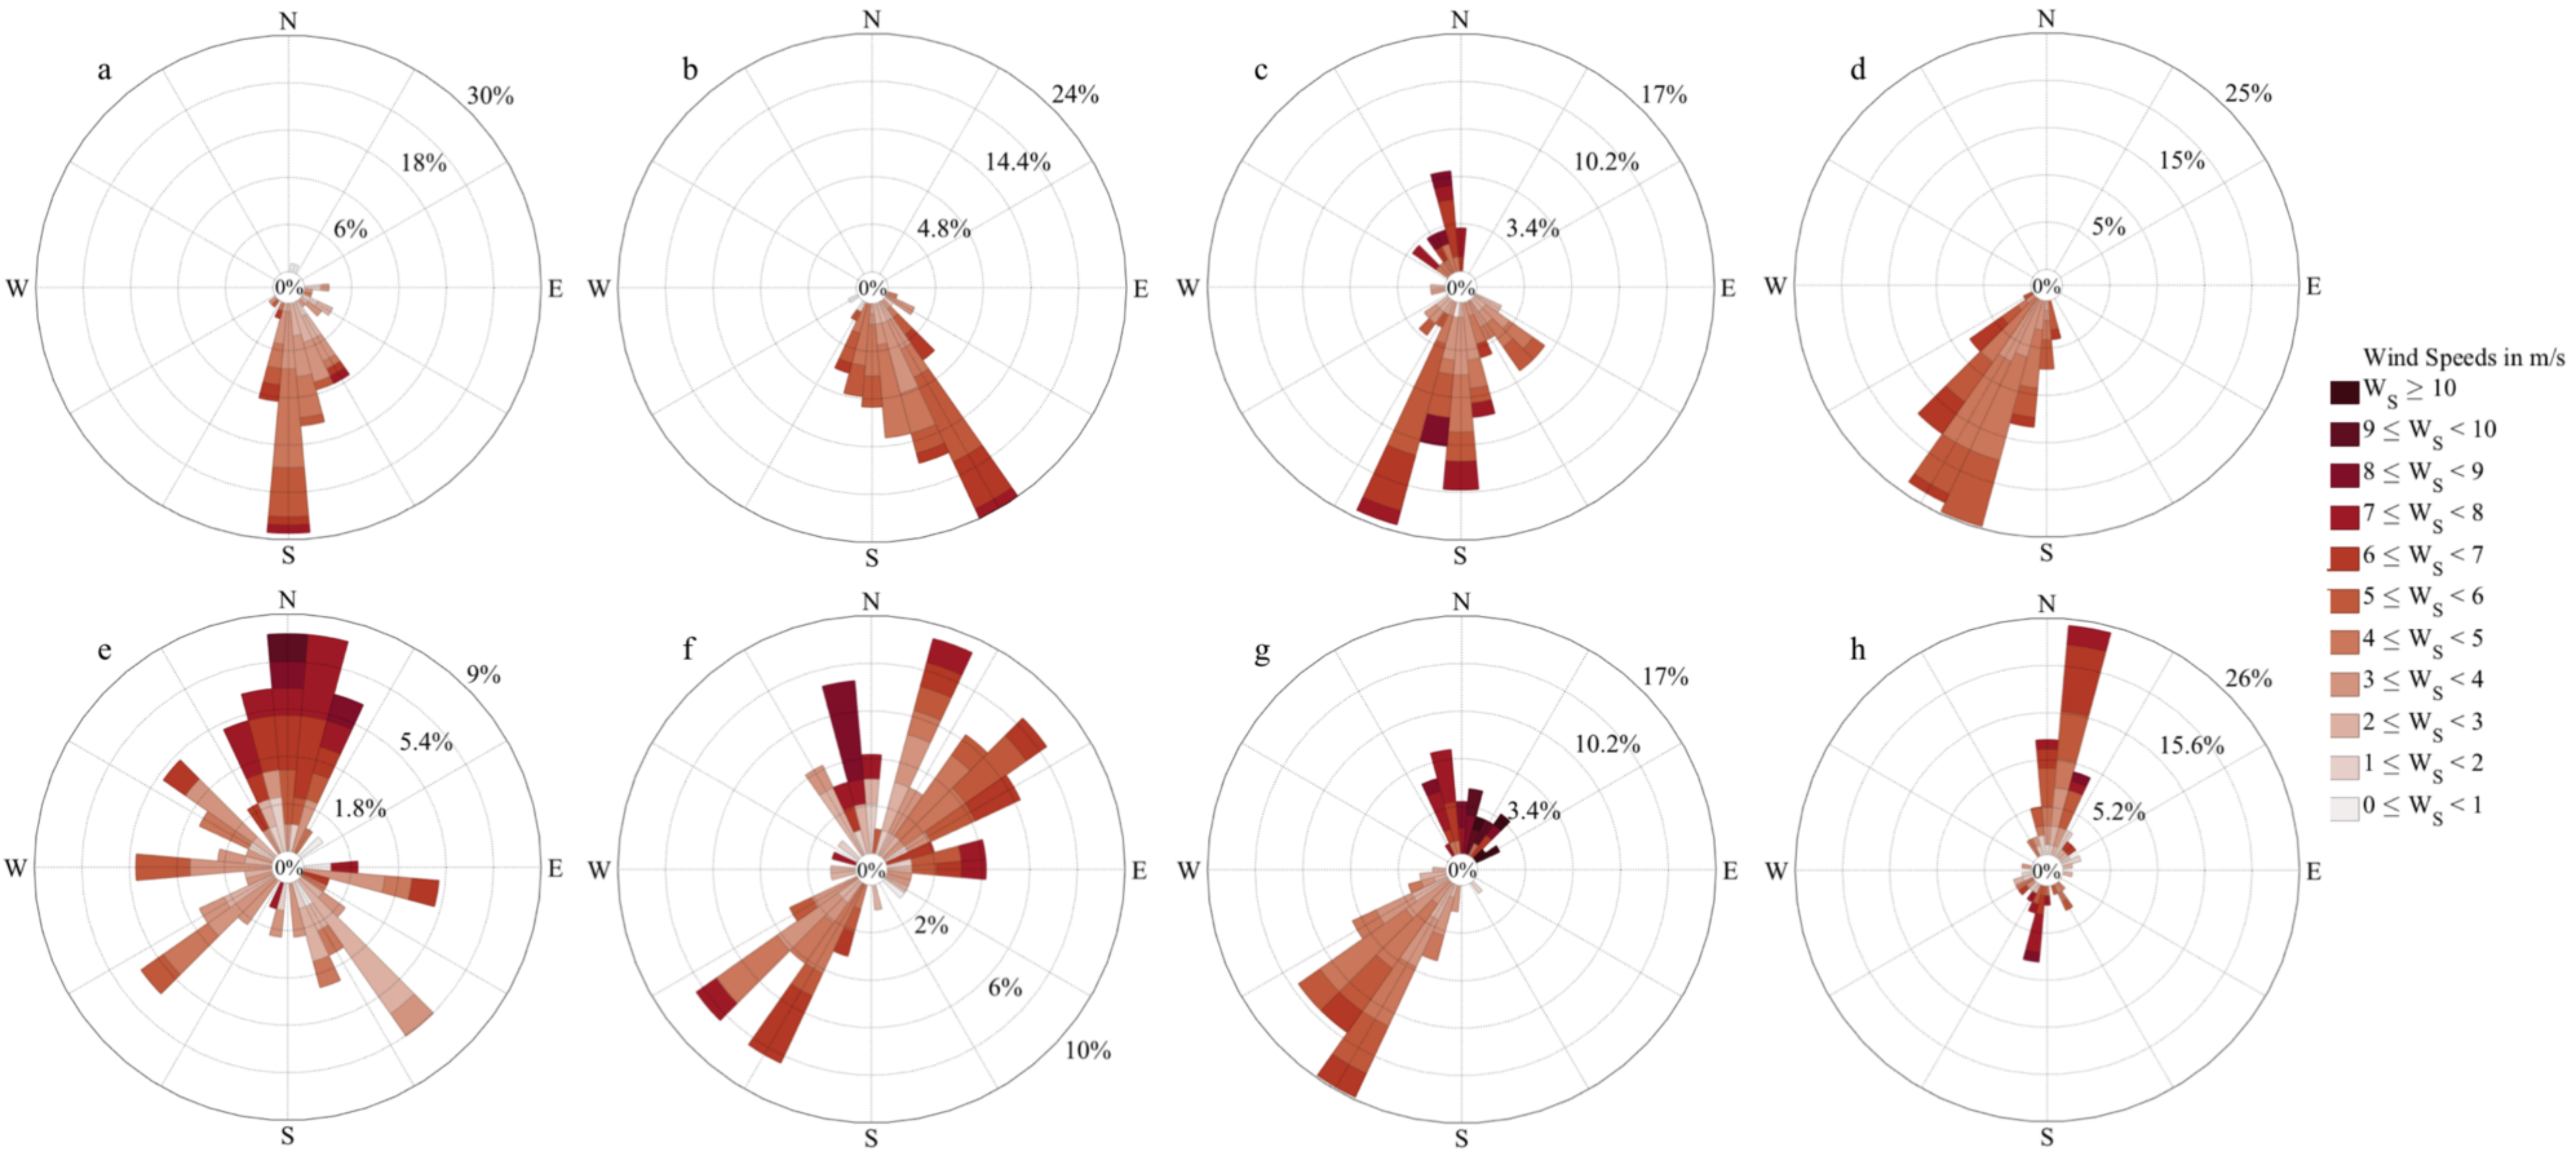 a
N
30%
18%
6%
0%
W
E
S
b
N
24%
14.4%
4.8%
0%
W
E
S
c
N
17%
10.2%
3.4%
0%
W
E
S
d
N
25%
15%
5%
0%
W
E
S
e
N
9%
5.4%
1.8%
0%
W
E
S
f
N
0%
2%
6%
10%
W
E
S
g
N
17%
10.2%
3.4%
0%
W
E
S
h
N
26%
15.6%
5.2%
0%
W
E
S
Wind Speeds in m/s
W_S ≥ 10
9 ≤ W_S < 10
8 ≤ W_S < 9
7 ≤ W_S < 8
6 ≤ W_S < 7
5 ≤ W_S < 6
4 ≤ W_S < 5
3 ≤ W_S < 4
2 ≤ W_S < 3
1 ≤ W_S < 2
0 ≤ W_S < 1